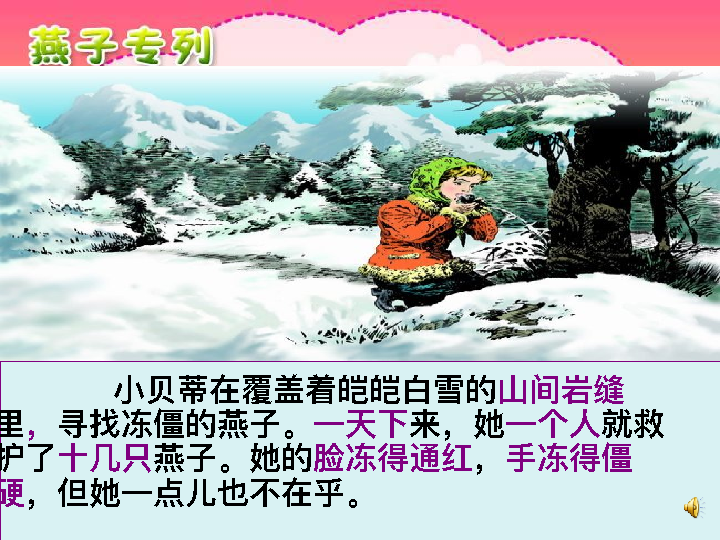 燕子专列
小贝蒂在覆盖着皑皑白雪的山间岩缝
里，寻找冻僵的燕子。一天下来，她一个人就救
护了十几只燕子。她的脸冻得通红，手冻得僵
硬，但她一点儿也不在乎。